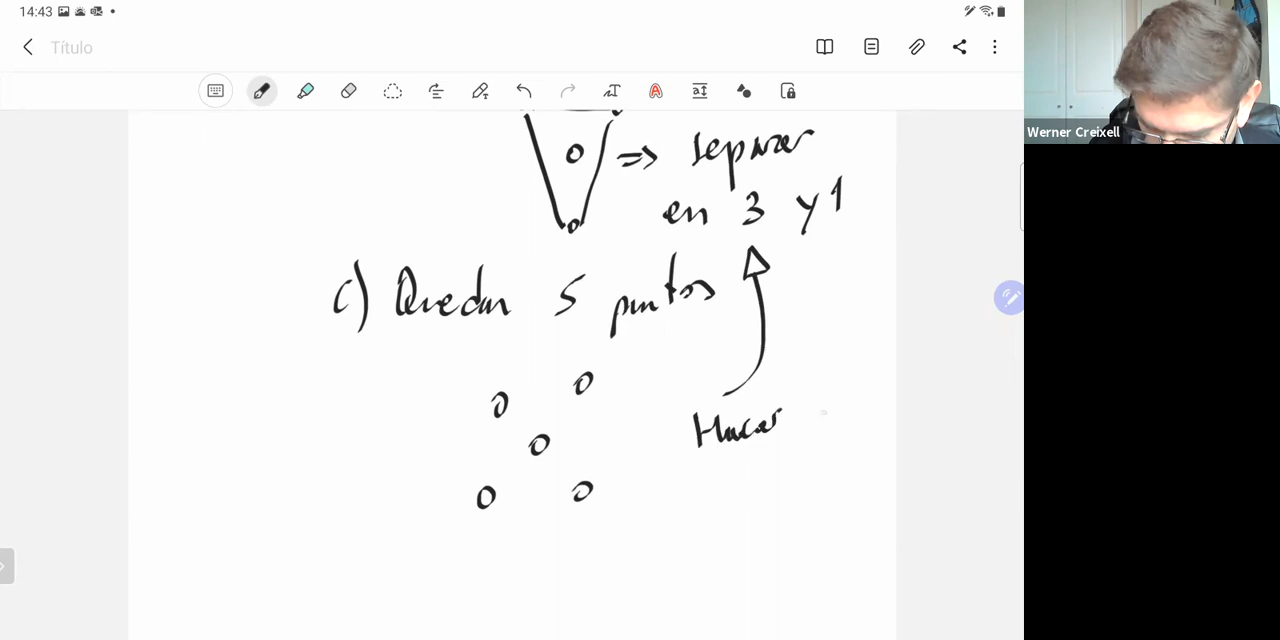 14:43
Título
Werner Creixell
⇒ separar
en 3 y 1
c) Quedan 5 puntos
Hacer